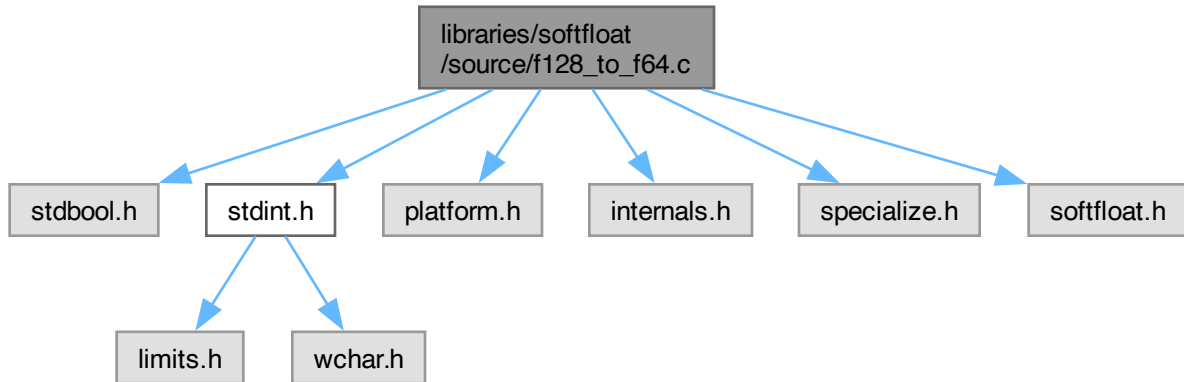 libraries/softfloat
/source/f128_to_f64.c
stdbool.h
stdint.h
platform.h
internals.h
specialize.h
softfloat.h
limits.h
wchar.h